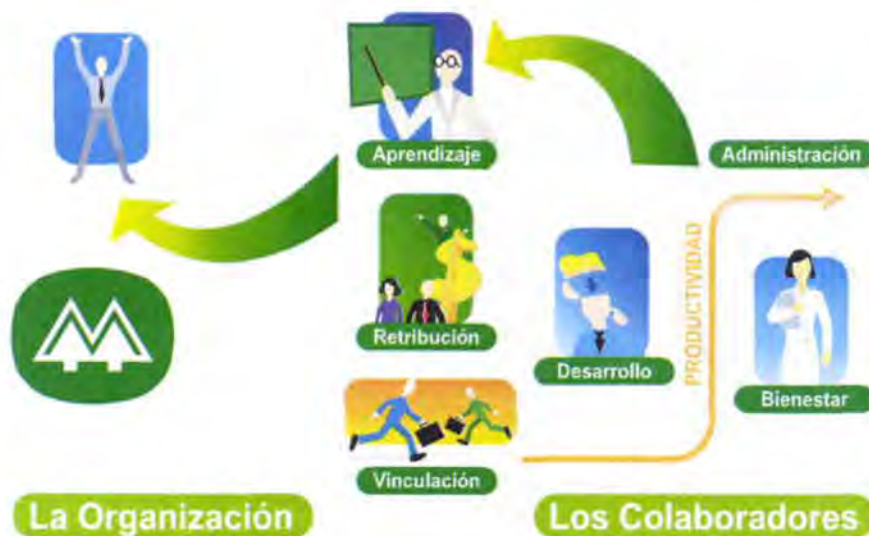 Aprendizaje
Administración
Retribución
PRODUCTIVIDAD
Desarrollo
Bienestar
Vinculación
La Organización
Los Colaboradores